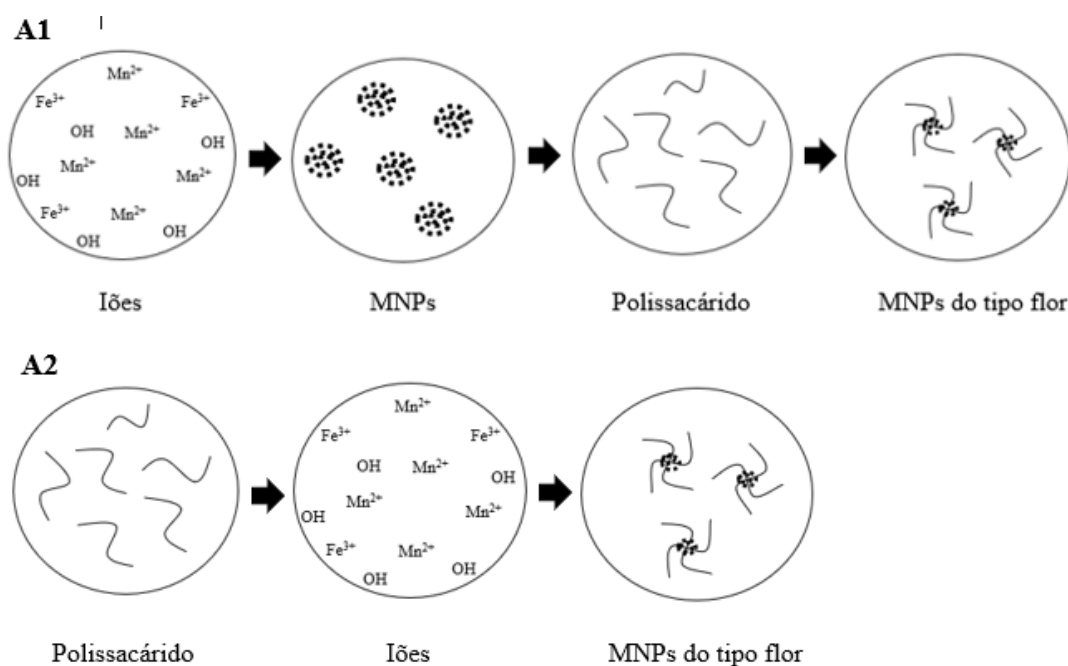 A1
Mn²⁺
Fe³⁺ Fe³⁺
OH Mn²⁺ OH
Mn²⁺ Mn²⁺
OH
Fe³⁺ Mn²⁺
OH OH
Iões MNPs Polissacárido MNPs do tipo flor
A2
Mn²⁺
Fe³⁺ Fe³⁺
OH Mn²⁺ OH
Mn²⁺ Mn²⁺
OH
Fe³⁺ Mn²⁺
OH OH
Polissacárido Iões MNPs do tipo flor